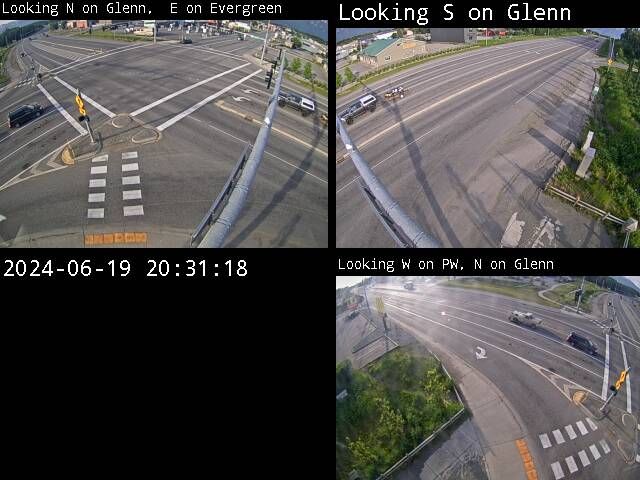 Looking N on Glenn, E on Evergreen
Looking S on Glenn
2024-06-19 20:31:18
Looking W on PW, N on Glenn